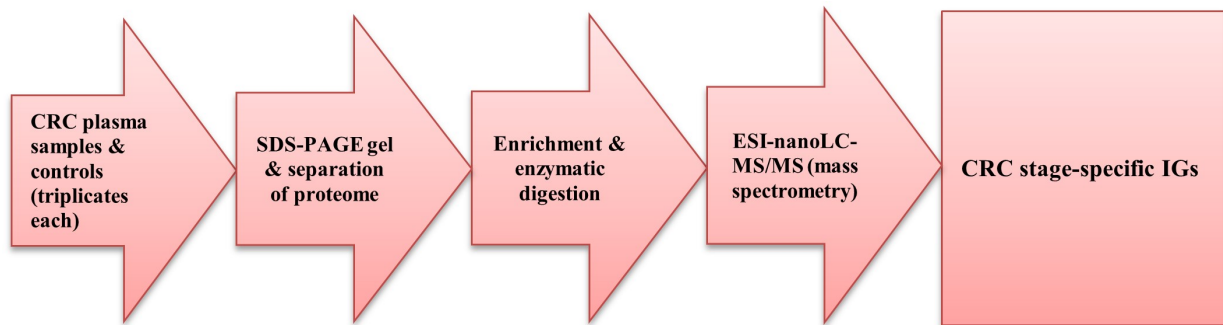 CRC plasma
samples &
controls
(triplicates
each)
SDS-PAGE gel
& separation
of proteome
Enrichment &
enzymatic
digestion
ESI-nanoLC-
MS/MS (mass
spectrometry)
CRC stage-specific IGs